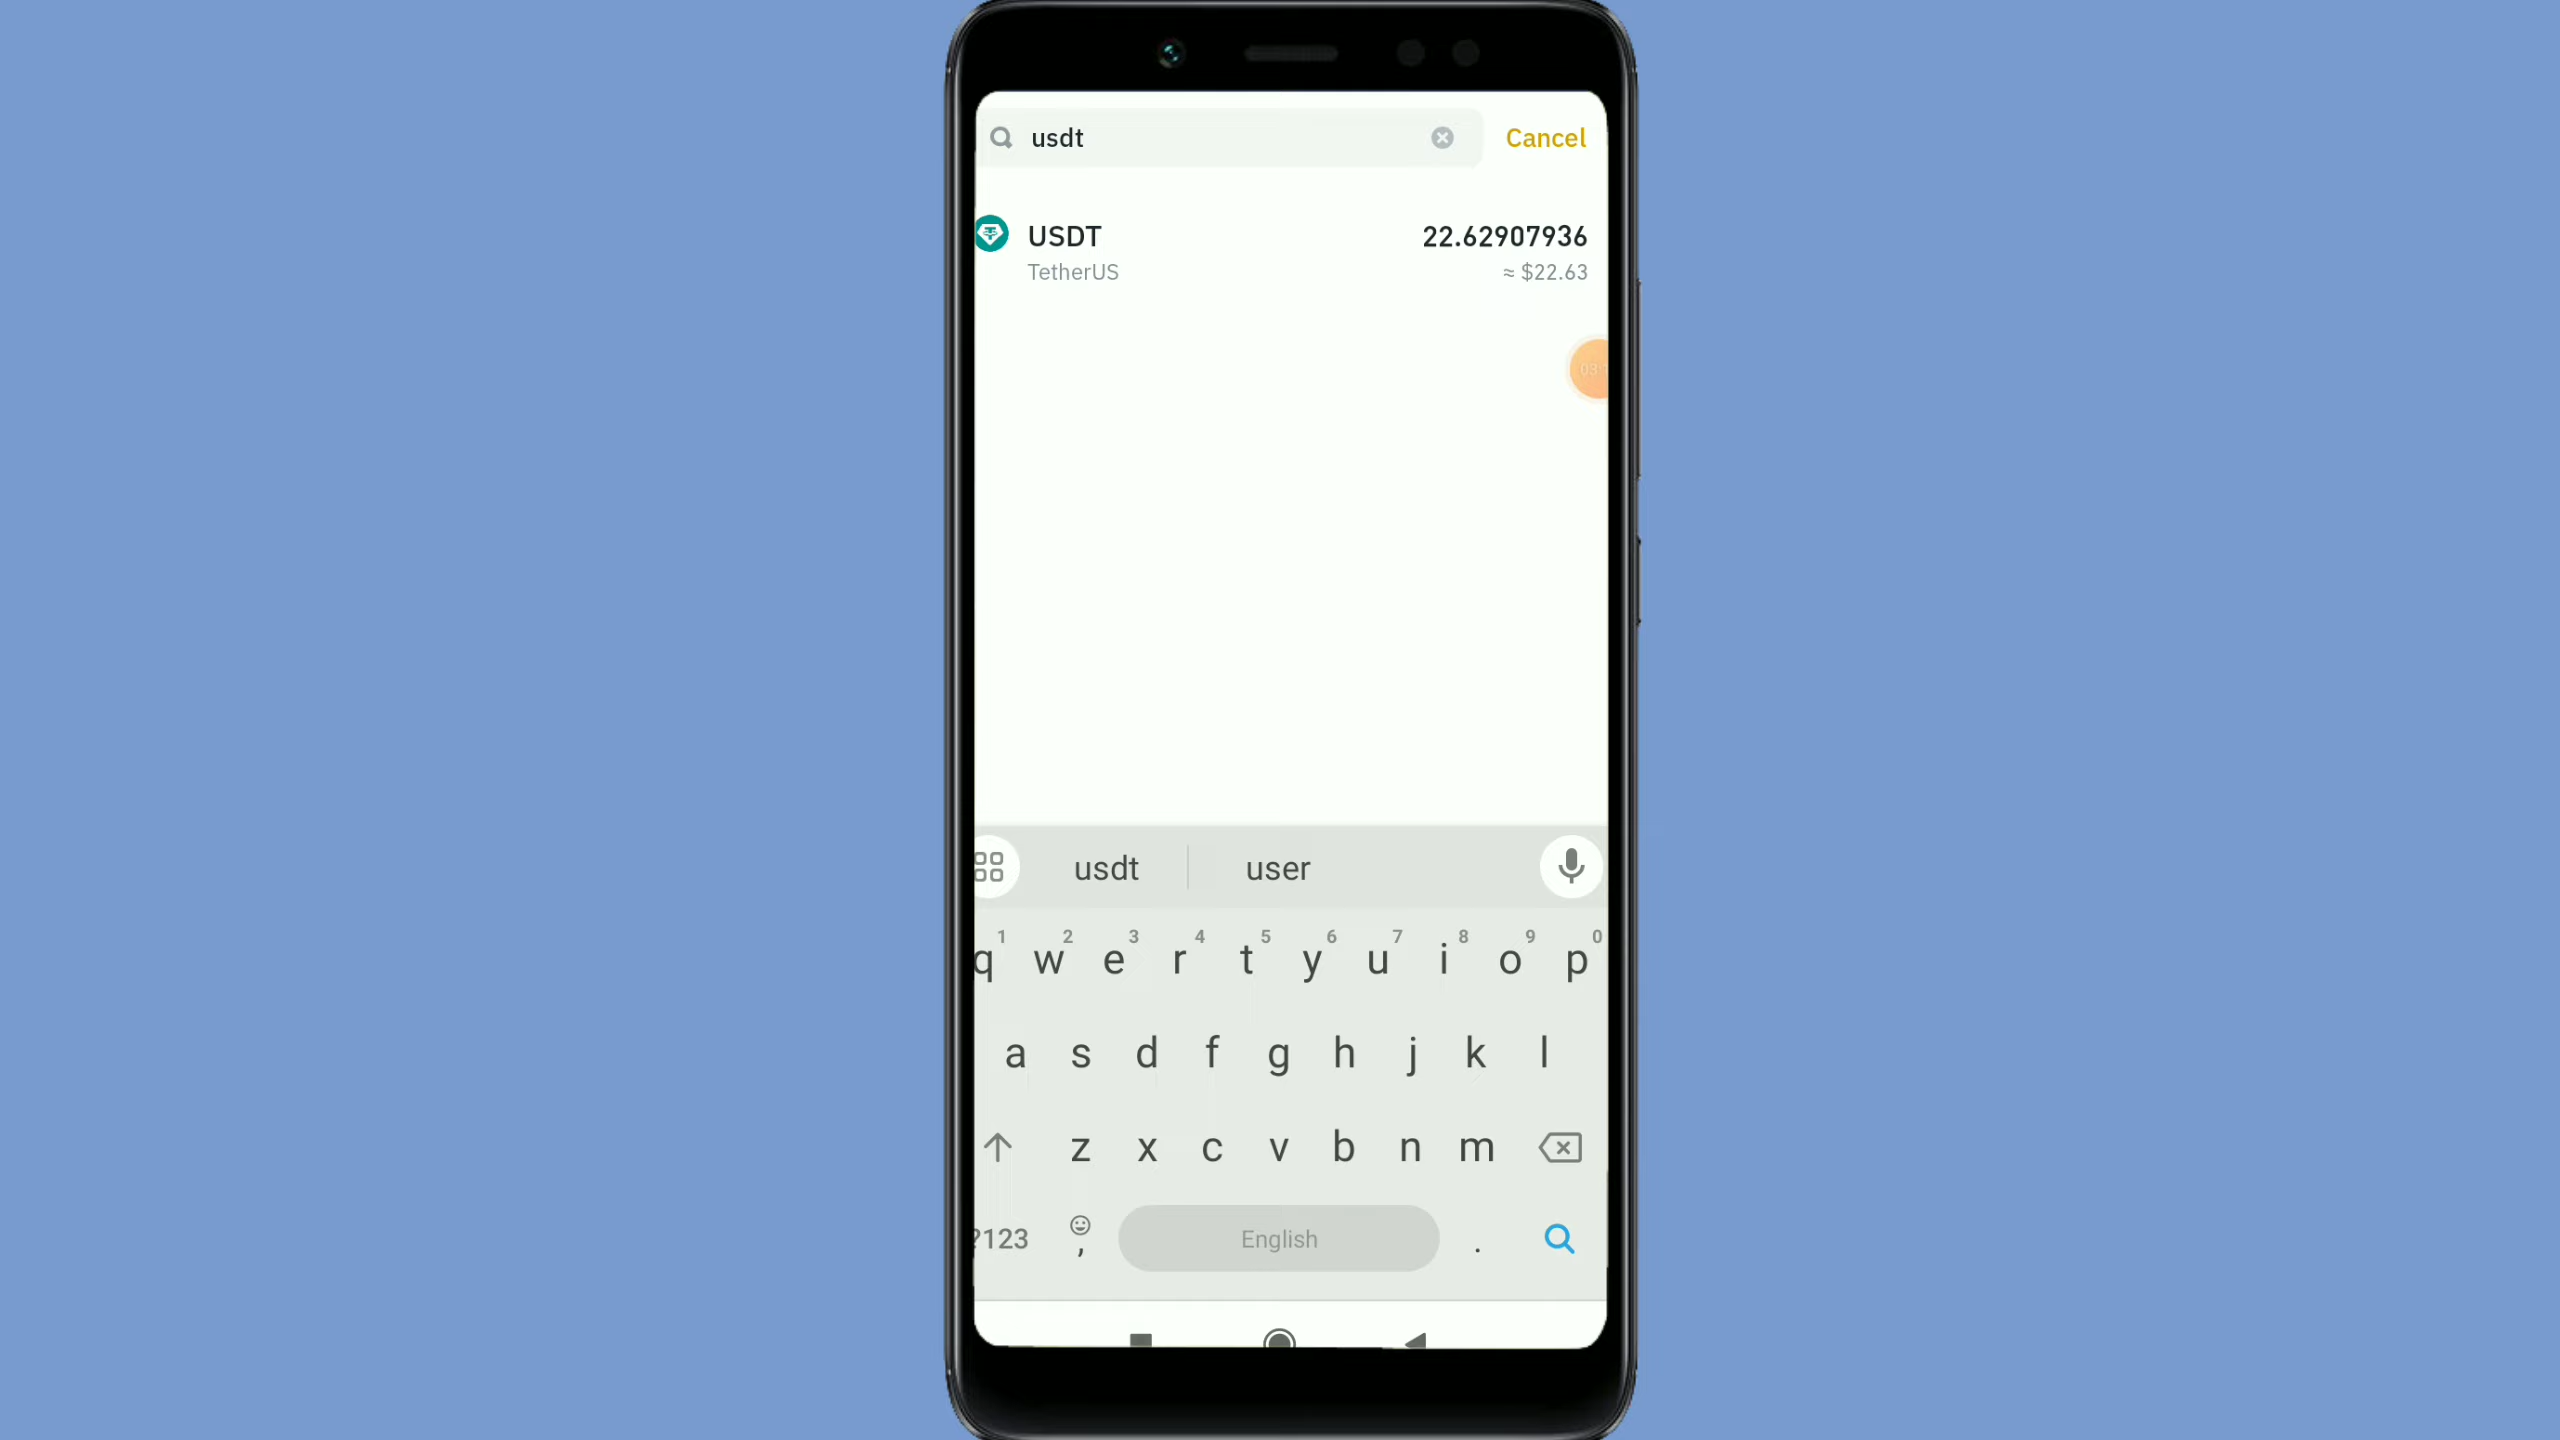 usdt
Cancel
USDT 22.62907936
TetherUS ≈ $22.63
usdt user
1 2 3 4 5 6 7 8 9 0
q w e r t y u i o p
a s d f g h j k l
z x c v b n m
?123 , English .